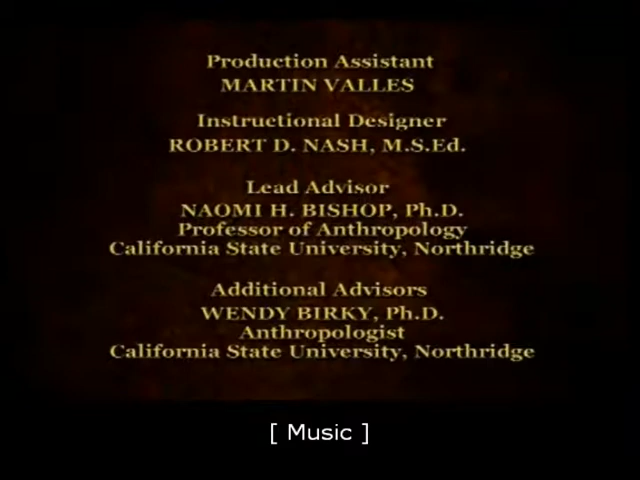 Production Assistant
MARTIN VALLES
Instructional Designer
ROBERT D. NASH, M.S.Ed.
Lead Advisor
NAOMI H. BISHOP, Ph.D.
Professor of Anthropology
California State University, Northridge
Additional Advisors
WENDY BIRKY, Ph.D.
Anthropologist
California State University, Northridge
[ Music ]